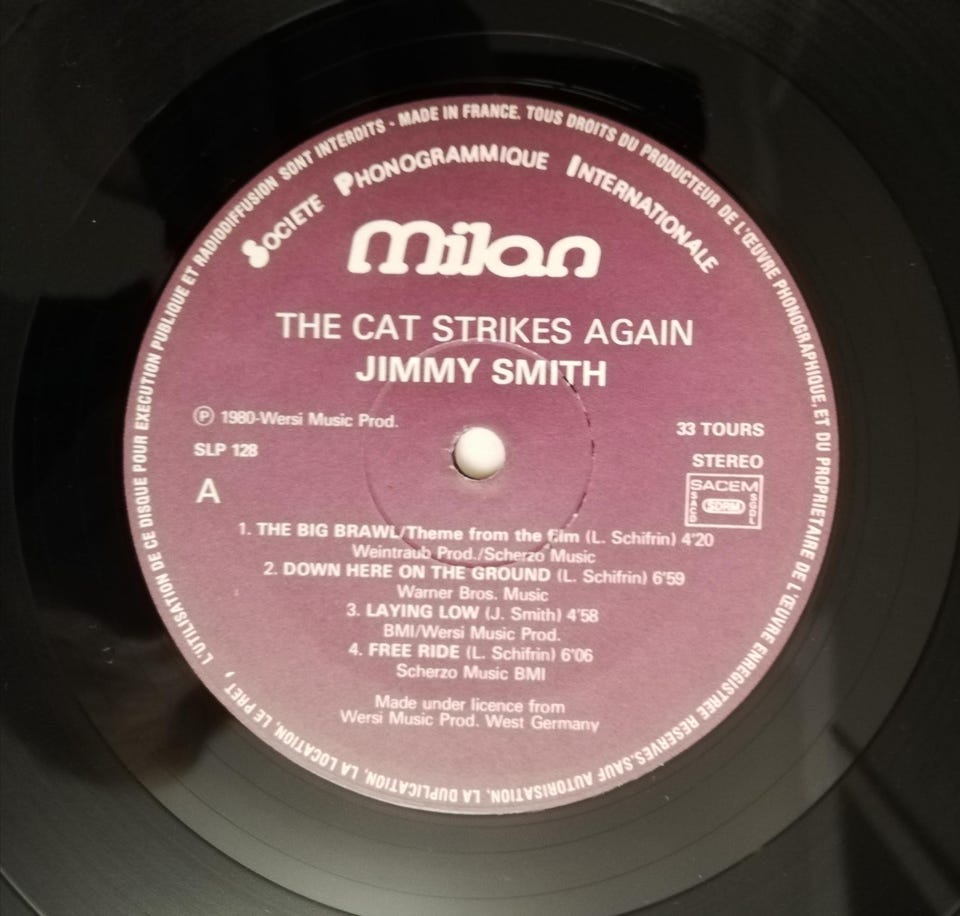 L'UTILISATION DE CE DISQUE POUR EXECUTION PUBLIQUE ET RADIODIFFUSION SONT INTERDITS - MADE IN FRANCE. TOUS DROITS DU PRODUCTEUR DE L'ŒUVRE PHONOGRAPHIQUE, ET DU PROPRIETAIRE DE L'ŒUVRE ENREGISTREE RESERVES. SAUF AUTORISATION, LA DUPLICATION, LA LOCATION, LE PRET,
SOCIETE PHONOGRAMMIQUE INTERNATIONALE
Milan
THE CAT STRIKES AGAIN
JIMMY SMITH
Ⓟ 1980-Wersi Music Prod.
33 TOURS
SLP 128
STEREO
A
SACEM
SACD
SDRM
SGDL
1. THE BIG BRAWL/Theme from the film (L. Schifrin) 4'20
Weintraub Prod./Scherzo Music
2. DOWN HERE ON THE GROUND (L. Schifrin) 6'59
Warner Bros. Music
3. LAYING LOW (J. Smith) 4'58
BMI/Wersi Music Prod.
4. FREE RIDE (L. Schifrin) 6'06
Scherzo Music BMI
Made under licence from
Wersi Music Prod. West Germany